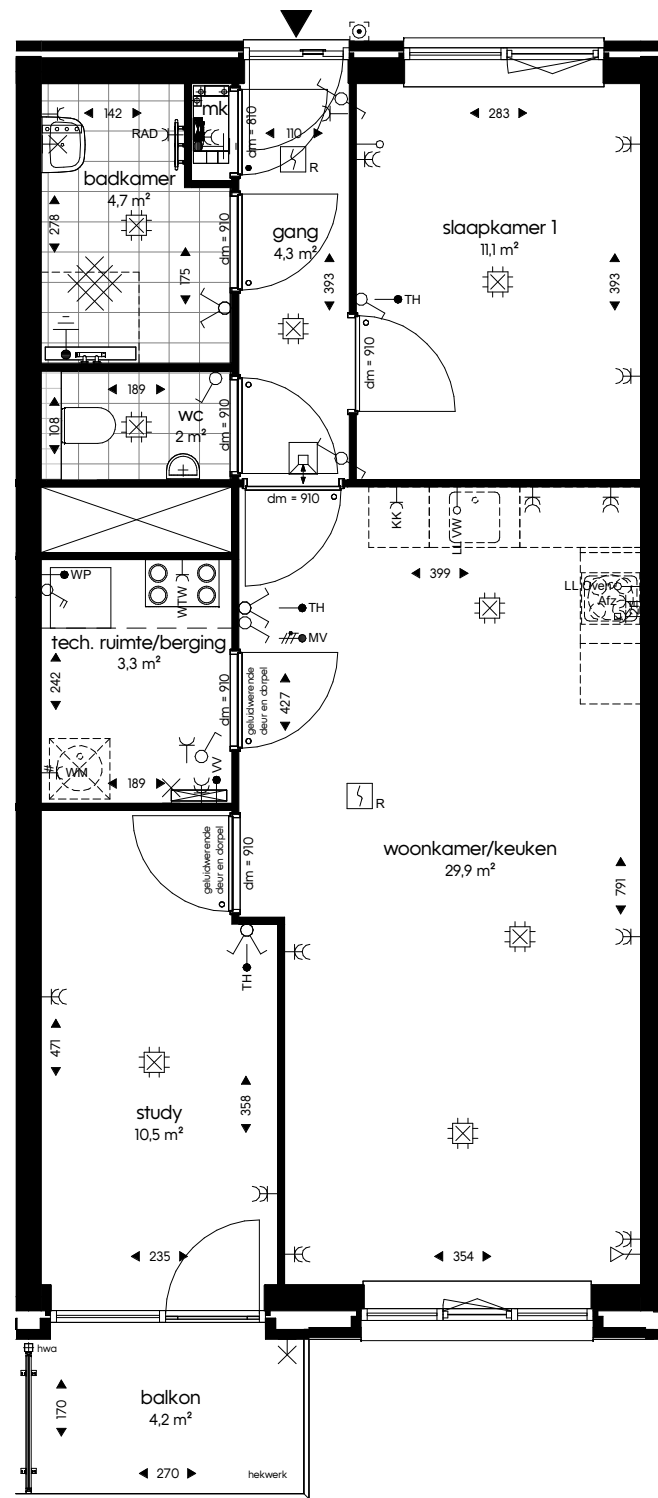 142
mk
dm = 810
110
283
RAD
R
badkamer
4,7 m²
278
175
dm = 910
gang
4,3 m²
393
slaapkamer 1
11,1 m²
393
TH
dm = 910
189
108
wc
2 m²
dm = 910
dm = 910
KK
LL VW
399
LL Oven
Afz
WP
WTW
TH
MV
tech. ruimte/berging
3,3 m²
242
dm = 910
geluidwerende
deur en dorpel
427
WM
189
VV
R
geluidwerende
deur en dorpel
dm = 910
woonkamer/keuken
29,9 m²
791
TH
471
358
study
10,5 m²
235
354
hwa
170
balkon
4,2 m²
270
hekwerk